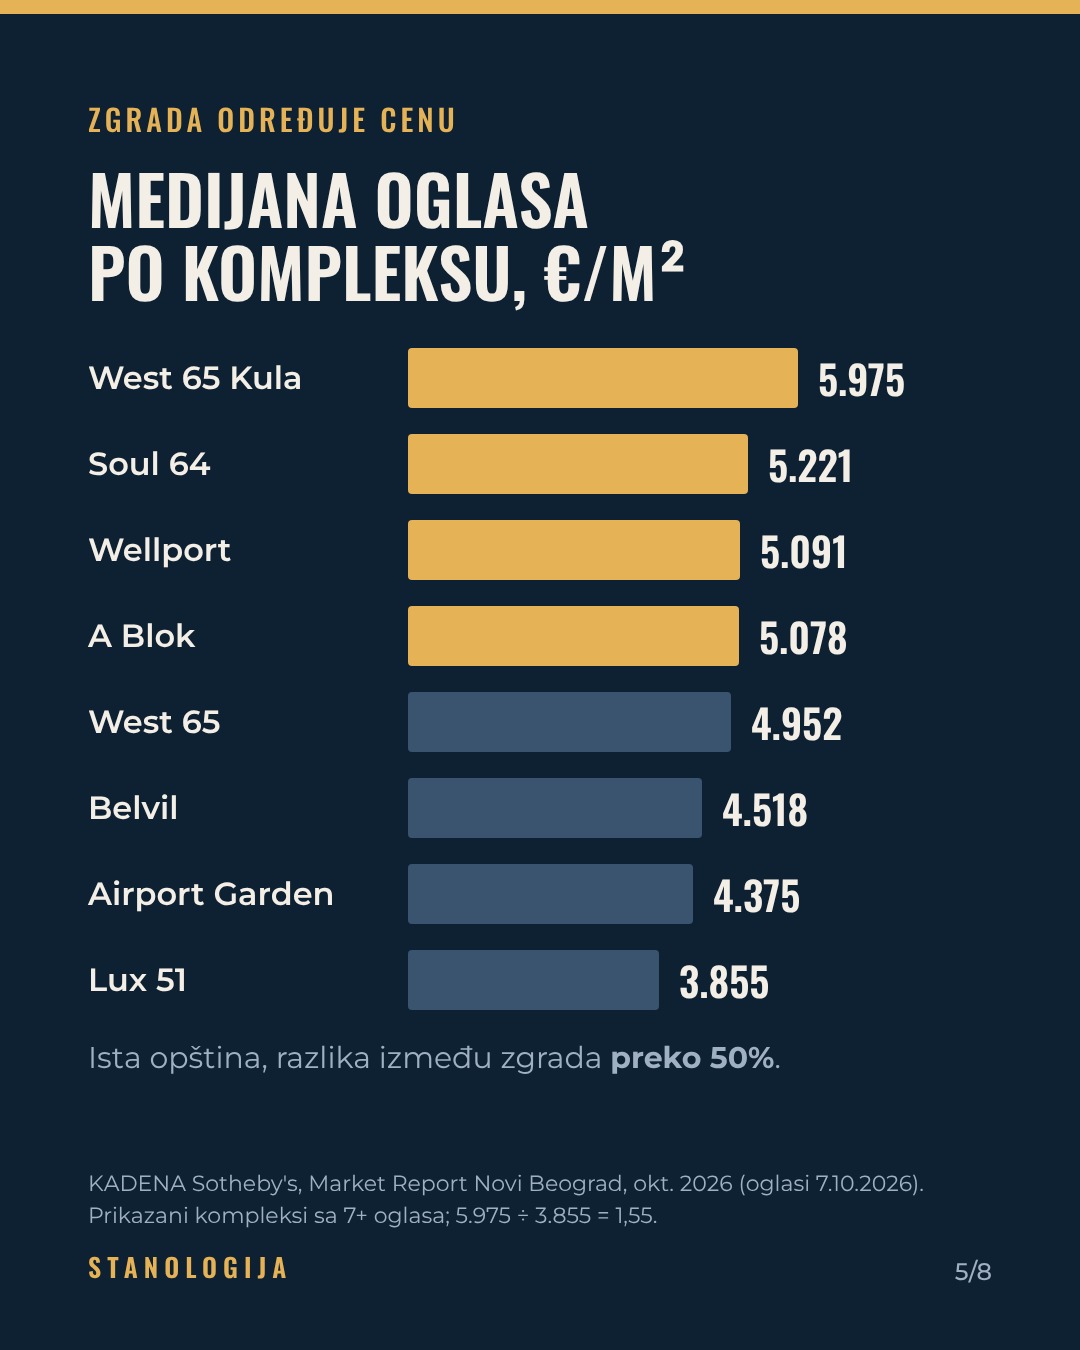 ZGRADA ODREĐUJE CENU
MEDIJANA OGLASA
PO KOMPLEKSU, €/M²
West 65 Kula 5.975
Soul 64 5.221
Wellport 5.091
A Blok 5.078
West 65 4.952
Belvil 4.518
Airport Garden 4.375
Lux 51 3.855
Ista opština, razlika između zgrada preko 50%.
KADENA Sotheby's, Market Report Novi Beograd, okt. 2026 (oglasi 7.10.2026).
Prikazani kompleksi sa 7+ oglasa; 5.975 ÷ 3.855 = 1,55.
STANOLOGIJA
5/8